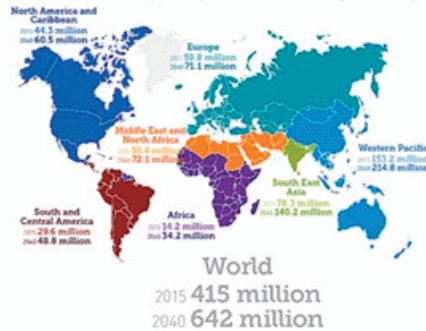 North America and
Caribbean
2015 44.3 million
2040 60.5 million
Europe
2015 59.8 million
2040 71.1 million
Middle East and
North Africa
2015 35.4 million
2040 72.1 million
Western Pacific
2015 153.2 million
2040 214.8 million
South East
Asia
2015 78.3 million
2040 140.2 million
South and
Central America
2015 29.6 million
2040 48.8 million
Africa
2015 14.2 million
2040 34.2 million
World
2015 415 million
2040 642 million